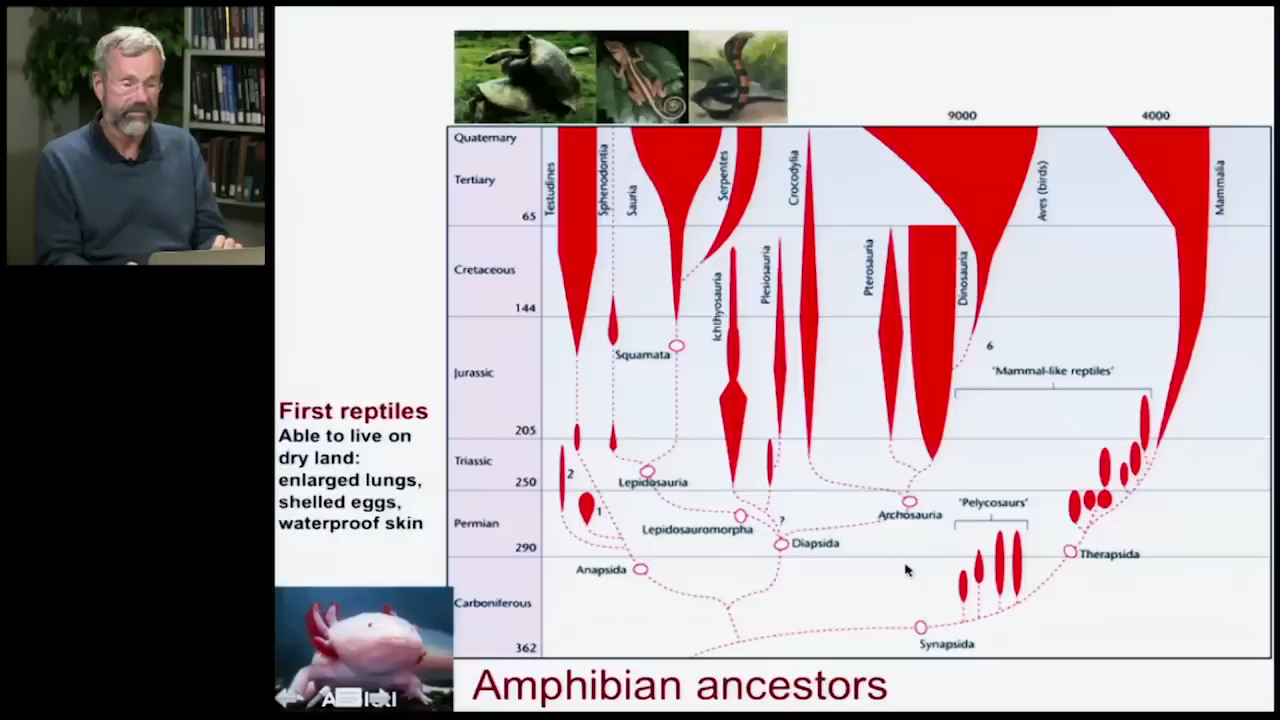 9000
4000
Quaternary
Tertiary
65
Cretaceous
144
Jurassic
205
Triassic
250
Permian
290
Carboniferous
362
Testudines
Sphenodontia
Sauria
Serpentes
Crocodylia
Aves (birds)
Mammalia
Ichthyosauria
Plesiosauria
Pterosauria
Dinosauria
Squamata
6
'Mammal-like reptiles'
2
Lepidosauria
1
Lepidosauromorpha
?
Diapsida
Archosauria
'Pelycosaurs'
Therapsida
Anapsida
Synapsida
First reptiles
Able to live on
dry land:
enlarged lungs,
shelled eggs,
waterproof skin
Amphibian ancestors